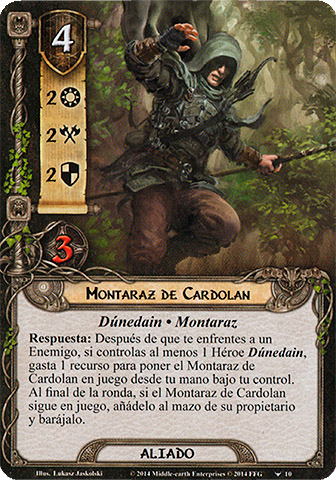 4
2
2
2
3
Montaraz de Cardolan
Dúnedain • Montaraz
Respuesta: Después de que te enfrentes a un
Enemigo, si controlas al menos 1 Héroe Dúnedain,
gasta 1 recurso para poner el Montaraz de
Cardolan en juego desde tu mano bajo tu control.
Al final de la ronda, si el Montaraz de Cardolan
sigue en juego, añádelo al mazo de su propietario
y barájalo.
ALIADO
Illus. Lukasz Jaskolski © 2014 Middle-earth Enterprises © 2014 FFG 10